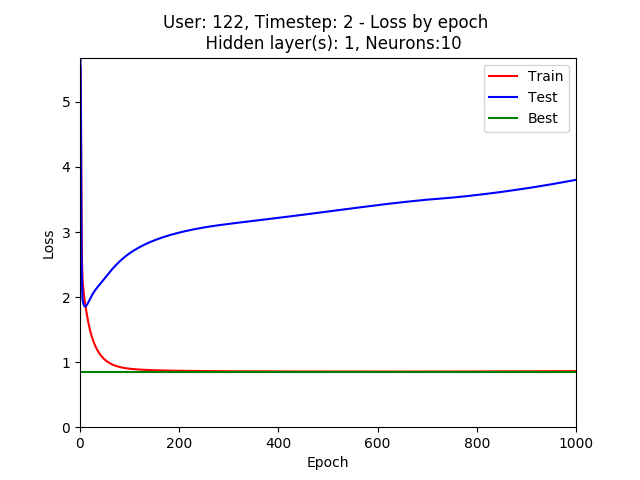 User: 122, Timestep: 2 - Loss by epoch
Hidden layer(s): 1, Neurons:10
Train
Test
Best
5
4
3
2
1
0
Loss
0
200
400
600
800
1000
Epoch